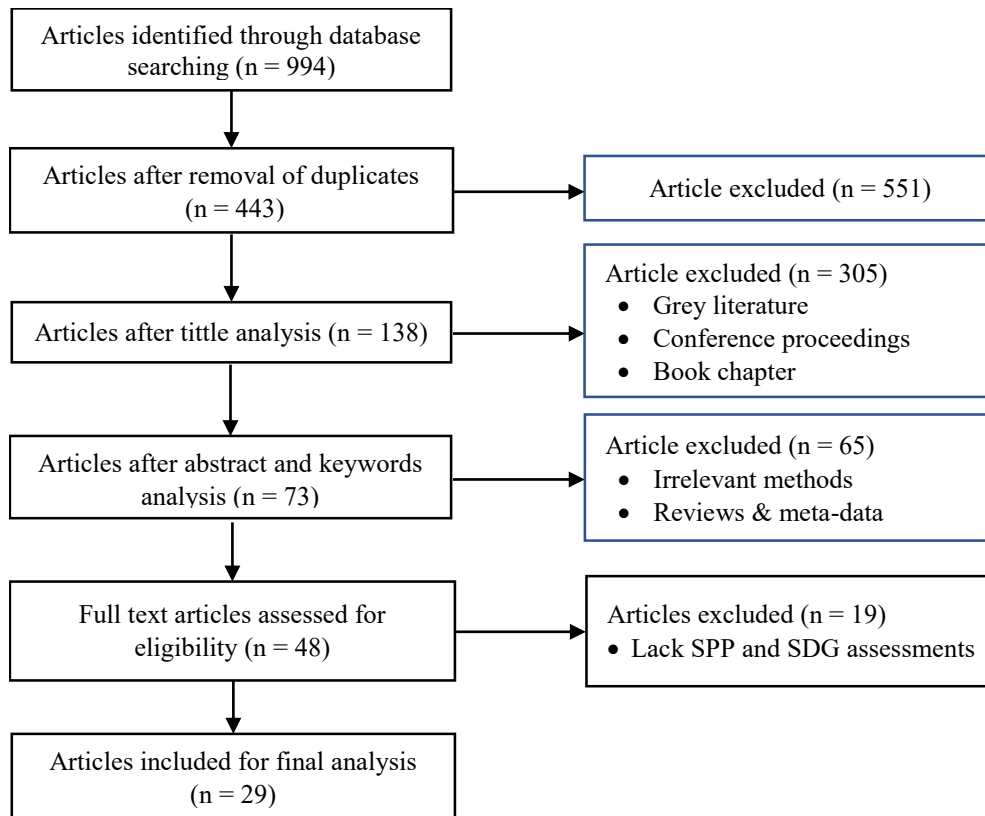 Articles identified through database
searching (n = 994)
Articles after removal of duplicates
(n = 443)
Article excluded (n = 551)
Articles after tittle analysis (n = 138)
Article excluded (n = 305)
• Grey literature
• Conference proceedings
• Book chapter
Articles after abstract and keywords
analysis (n = 73)
Article excluded (n = 65)
• Irrelevant methods
• Reviews & meta-data
Full text articles assessed for
eligibility (n = 48)
Articles excluded (n = 19)
• Lack SPP and SDG assessments
Articles included for final analysis
(n = 29)